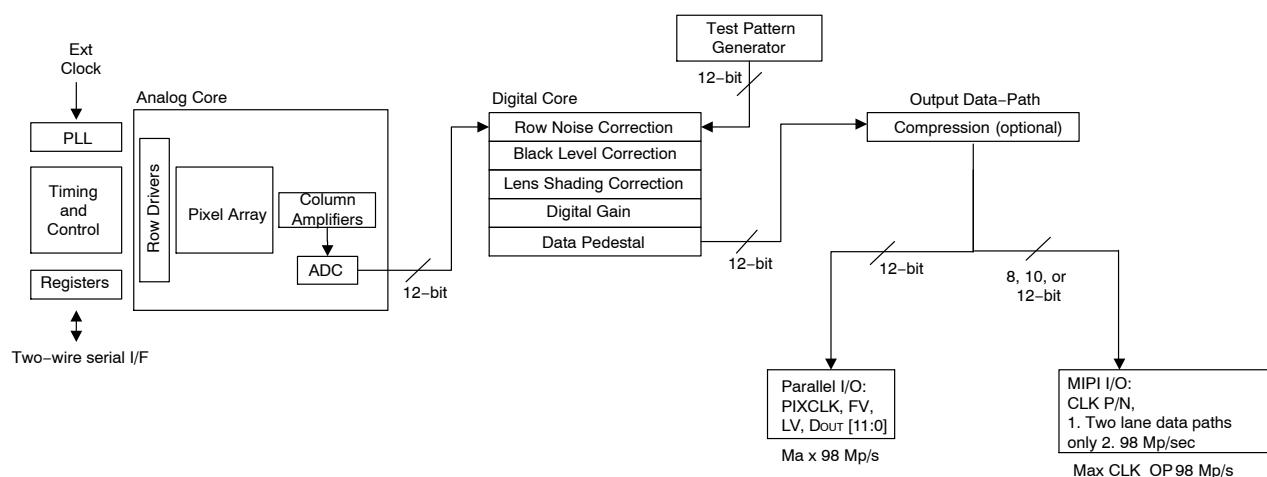 Test Pattern
Generator
Ext
Clock
12−bit
Analog Core
Digital Core
Output Data−Path
PLL
Row Noise Correction
Compression (optional)
Black Level Correction
Timing
and
Control
Row Drivers
Pixel Array
Column
Amplifiers
Lens Shading Correction
Digital Gain
Data Pedestal
ADC
Registers
12−bit
12−bit
12−bit
8, 10, or
12−bit
Two−wire serial I/F
Parallel I/O:
PIXCLK, FV,
LV, DOUT [11:0]
MIPI I/O:
CLK P/N,
1. Two lane data paths
only 2. 98 Mp/sec
Ma x 98 Mp/s
Max CLK_OP 98 Mp/s